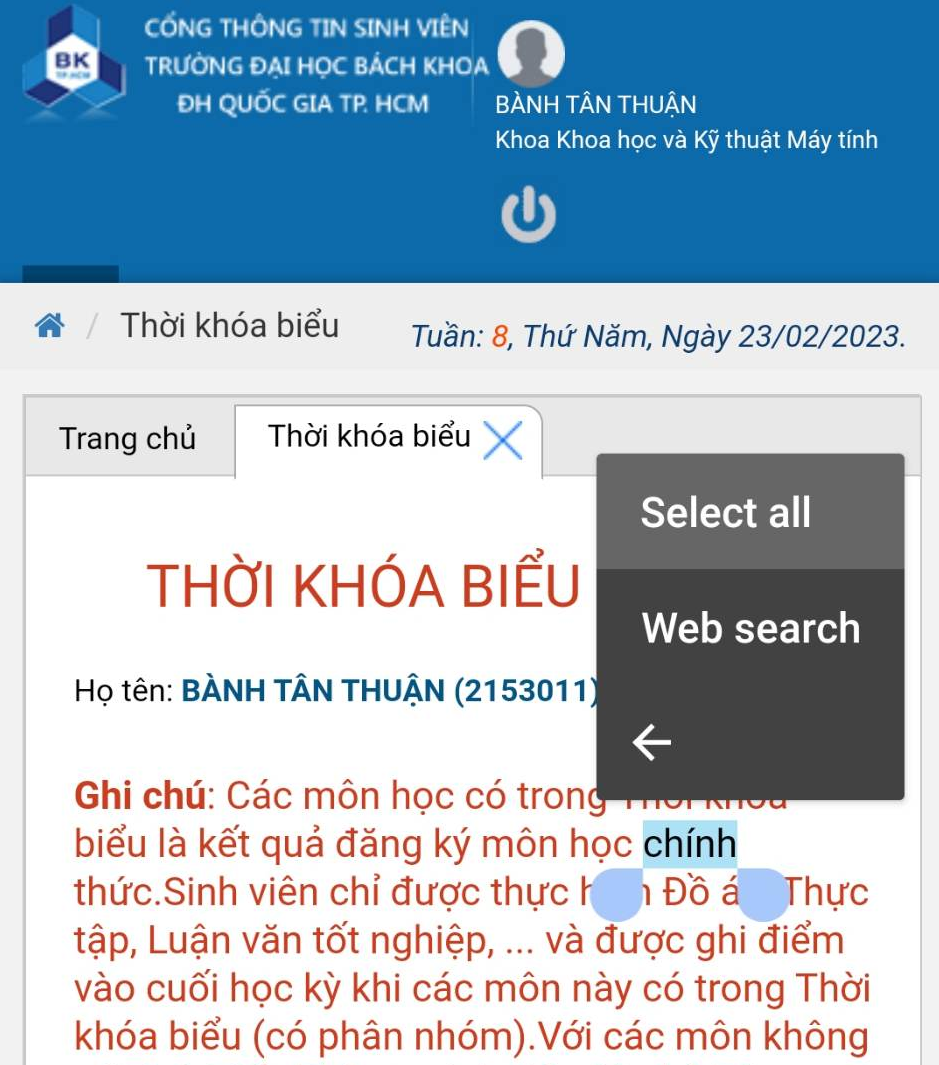 BK
TP.HCM
CỔNG THÔNG TIN SINH VIÊN
TRƯỜNG ĐẠI HỌC BÁCH KHOA
ĐH QUỐC GIA TP. HCM
BÀNH TÂN THUẬN
Khoa Khoa học và Kỹ thuật Máy tính
/ Thời khóa biểu
Tuần: 8, Thứ Năm, Ngày 23/02/2023.
Trang chủ
Thời khóa biểu
Select all
Web search
THỜI KHÓA BIỂU
Họ tên: BÀNH TÂN THUẬN (2153011)
Ghi chú: Các môn học có trong
biểu là kết quả đăng ký môn học chính
thức.Sinh viên chỉ được thực Đồ Thực
tập, Luận văn tốt nghiệp, ... và được ghi điểm
vào cuối học kỳ khi các môn này có trong Thời
khóa biểu (có phân nhóm).Với các môn không